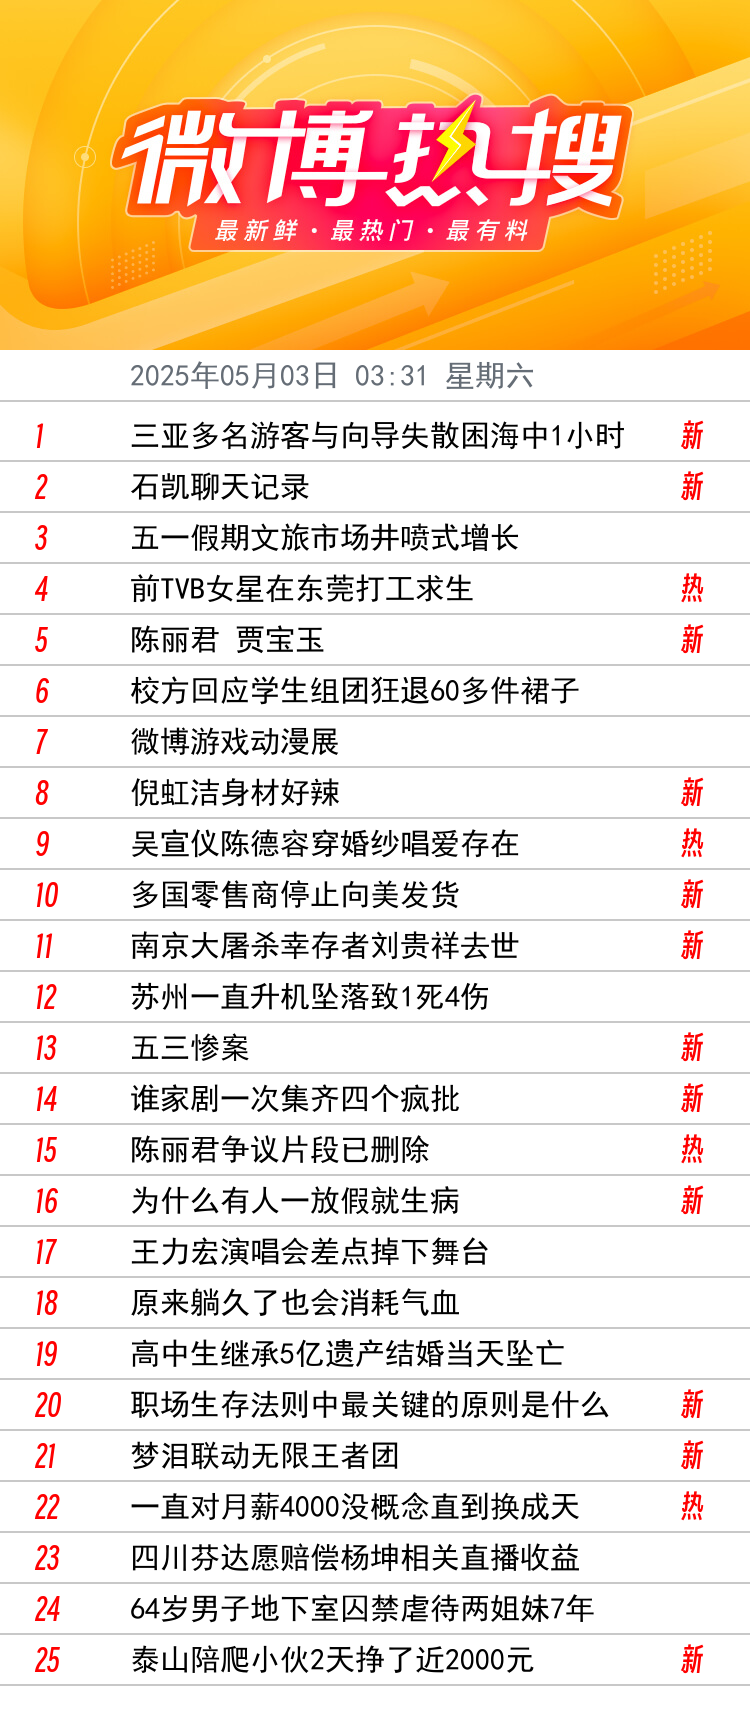 微博热搜
最新鲜·最热门·最有料
2025年05月03日 03:31 星期六
1 三亚多名游客与向导失散困海中1小时 新
2 石凯聊天记录 新
3 五一假期文旅市场井喷式增长
4 前TVB女星在东莞打工求生 热
5 陈丽君 贾宝玉 新
6 校方回应学生组团狂退60多件裙子
7 微博游戏动漫展
8 倪虹洁身材好辣 新
9 吴宣仪陈德容穿婚纱唱爱存在 热
10 多国零售商停止向美发货 新
11 南京大屠杀幸存者刘贵祥去世 新
12 苏州一直升机坠落致1死4伤
13 五三惨案 新
14 谁家剧一次集齐四个疯批 新
15 陈丽君争议片段已删除 热
16 为什么有人一放假就生病 新
17 王力宏演唱会差点掉下舞台
18 原来躺久了也会消耗气血
19 高中生继承5亿遗产结婚当天坠亡
20 职场生存法则中最关键的原则是什么 新
21 梦泪联动无限王者团 新
22 一直对月薪4000没概念直到换成天 热
23 四川芬达愿赔偿杨坤相关直播收益
24 64岁男子地下室囚禁虐待两姐妹7年
25 泰山陪爬小伙2天挣了近2000元 新